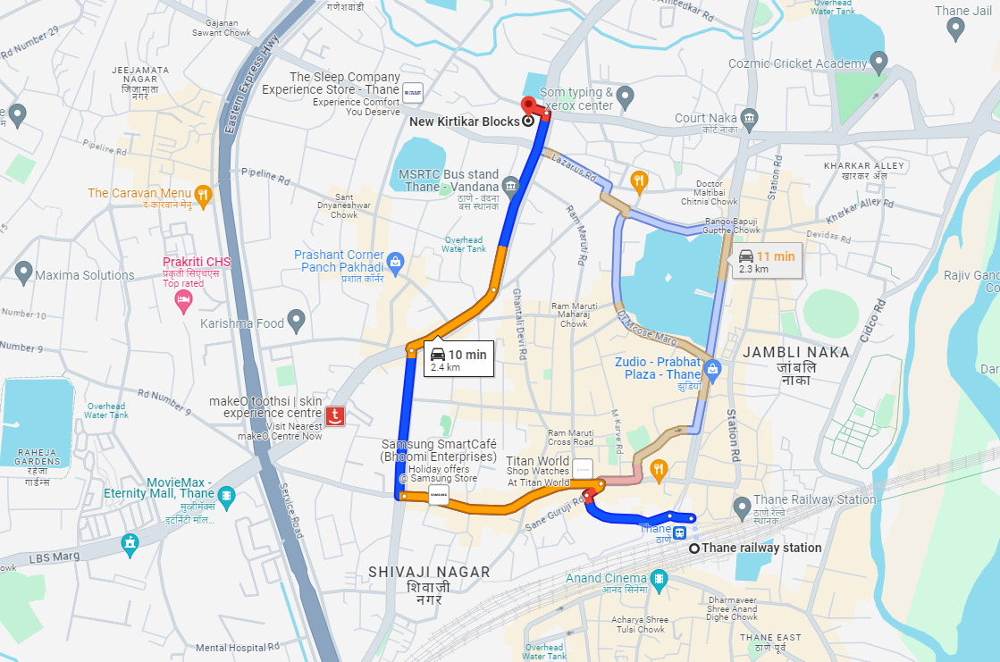 गणेशवाडी
Gajanan
Sawant Chowk
Rd Number 29
Eastern Express Hwy
Overhead
Water Tank
Thane Jail
JEEJAMATA
NAGAR
जिजामाता
नगर
The Sleep Company
Experience Store - Thane
Experience Comfort
You Deserve
Cozmic Cricket Academy
Som typing &
xerox center
New Kirtikar Blocks
Court Naka
कोर्ट नाका
Pipeline Rd
Pipeline Rd
Lazarus Rd
MSRTC Bus stand
Thane - Vandana
ठाणे - वंदना
बस स्थानक
KHARKAR ALLEY
खारकर अ‍ॅल
Station Rd
The Caravan Menu
द कारवान मेनू
Sant
Dnyaneshwar
Chowk
Doctor
Maltibai
Chitnis Chowk
Kharkar Alley Rd
Ram Maruti Rd
Rango Bapuji
Gupthe Chowk
Devidas Rd
Overhead
Water Tank
11 min
2.3 km
Prashant Corner
Panch Pakhadi
प्रशांत कॉर्नर
Prakriti CHS
प्रकृती सिएचएस
Top rated
Maxima Solutions
Rajiv Gand
Co
Ghantali Devi Rd
Number 10
Karishma Food
Ram Maruti
Maharaj
Chowk
Cidco Rd
Dr Moose Marg
Number 9
10 min
2.4 km
JAMBLI NAKA
जांबलि
नाका
Zudio - Prabhat
Plaza - Thane
झुडियो
Dar
Rd Number 9
makeO toothsi | skin
experience centre
Visit Nearest
makeO Centre Now
Overhead
Water Tank
M Karve Rd
Station Rd
Ram Maruti
Cross Road
Samsung SmartCafé
(Bhoomi Enterprises)
Holiday offers
@ Samsung Store
SAMSUNG
RAHEJA
GARDENS
रहेजा
गार्डन्स
Titan World
Shop Watches
At Titan World
MovieMax -
Eternity Mall, Thane
मुव्हीमॅक्स
इटर्निटी मॉल...
Service Road
Sane Guruji Rd
Thane Railway Station
ठाणे रेल्वे
स्थानक
Thane
ठाणे
Thane railway station
LBS Marg
owk
SHIVAJI NAGAR
शिवाजी
नगर
Anand Cinema
आनंद सिनेमा
Dharmaveer
Shree Anand
Dighe Chowk
Acharya Shree
Tulsi Chowk
THANE EAST
ठाणे पूर्व
Mental Hospital Rd
Overhead
Water Tank